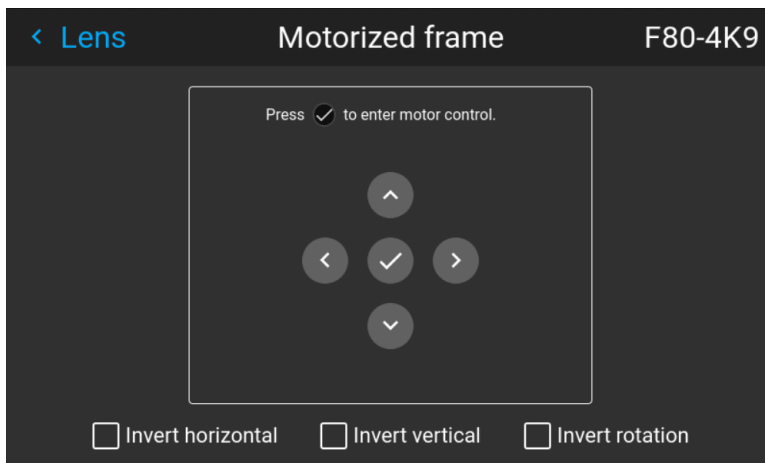 Lens Motorized frame F80-4K9
Press to enter motor control.
Invert horizontal Invert vertical Invert rotation